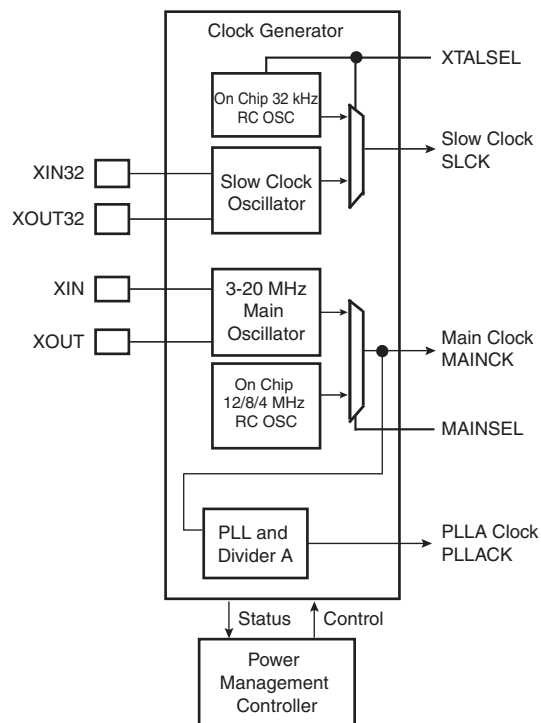 Clock Generator
XTALSEL
On Chip 32 kHz
RC OSC
Slow Clock
SLCK
XIN32
Slow Clock
Oscillator
XOUT32
XIN
3-20 MHz
Main
Oscillator
XOUT
Main Clock
MAINCK
On Chip
12/8/4 MHz
RC OSC
MAINSEL
PLL and
Divider A
PLLA Clock
PLLACK
Status
Control
Power
Management
Controller